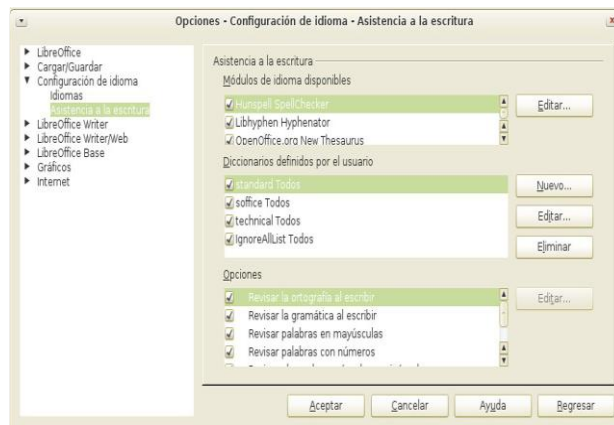 Opciones - Configuración de idioma - Asistencia a la escritura
LibreOffice
Cargar/Guardar
Configuración de idioma
Idiomas
Asistencia a la escritura
LibreOffice Writer
LibreOffice Writer/Web
LibreOffice Base
Gráficos
Internet
Asistencia a la escritura
Módulos de idioma disponibles
Hunspell SpellChecker
Libhyphen Hyphenator
OpenOffice.org New Thesaurus
Editar...
Diccionarios definidos por el usuario
standard Todos
soffice Todos
technical Todos
IgnoreAllList Todos
Nuevo...
Editar...
Eliminar
Opciones
Revisar la ortografía al escribir
Revisar la gramática al escribir
Revisar palabras en mayúsculas
Revisar palabras con números
Editar...
Aceptar
Cancelar
Ayuda
Regresar